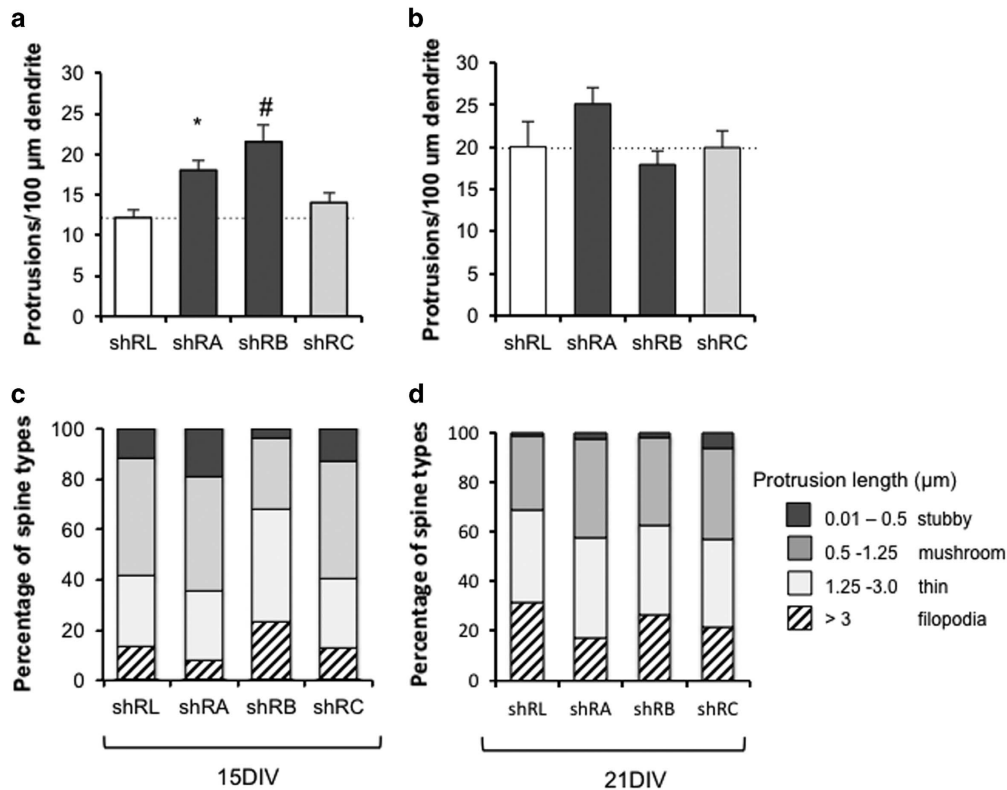 a
Protrusions/100 µm dendrite
30
25
20
15
10
5
0
*
#
shRL shRA shRB shRC
b
Protrusions/100 um dendrite
30
25
20
15
10
5
0
shRL shRA shRB shRC
c
Percentage of spine types
100
80
60
40
20
0
shRL shRA shRB shRC
15DIV
d
Percentage of spine types
100
80
60
40
20
0
shRL shRA shRB shRC
21DIV
Protrusion length (µm)
0.01 – 0.5 stubby
0.5 -1.25 mushroom
1.25 -3.0 thin
> 3 filopodia